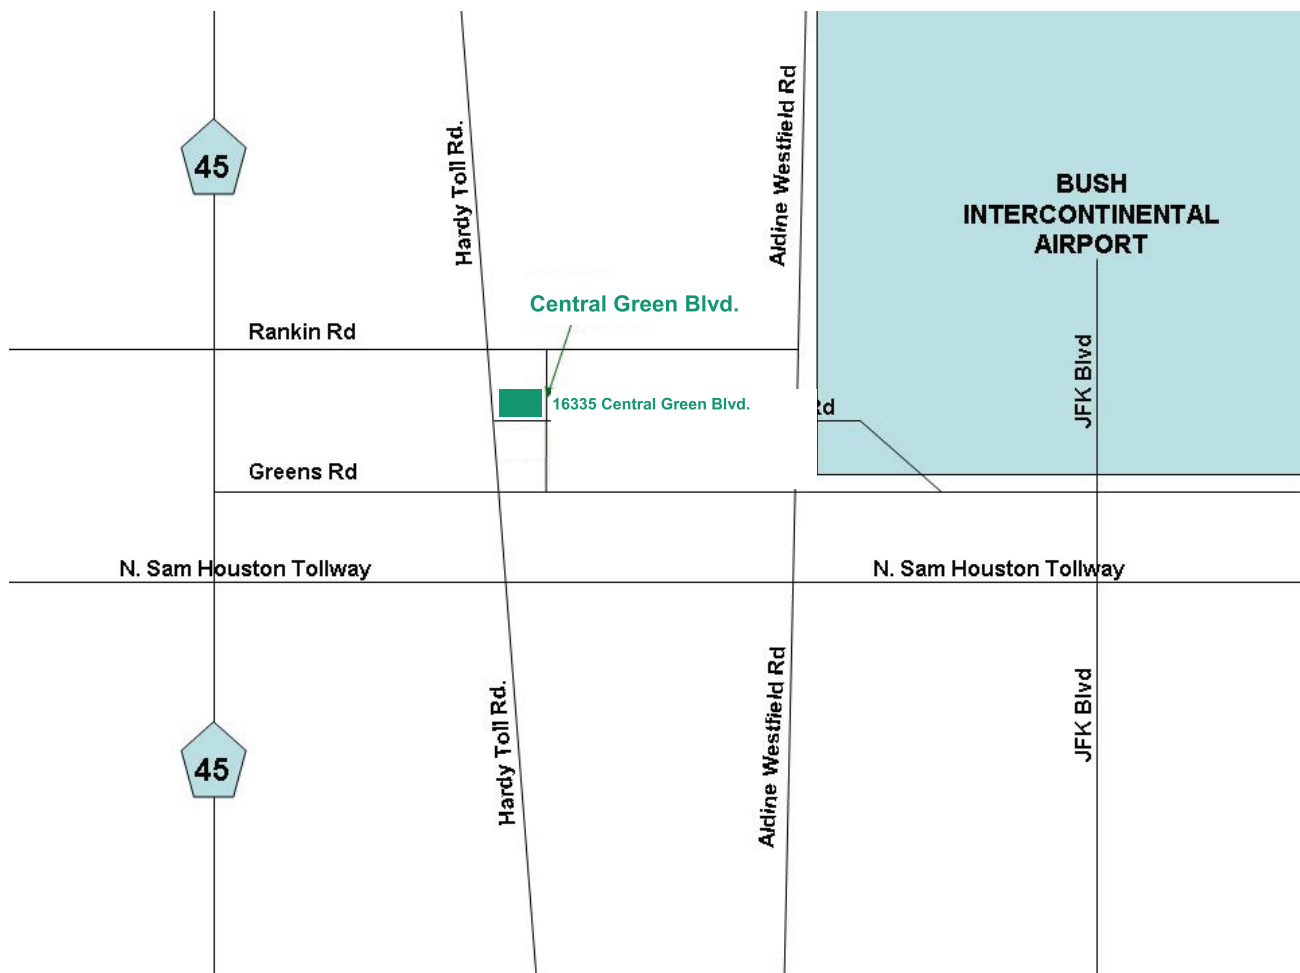 Aldine Westfield Rd
45
Hardy Toll Rd.
BUSH
INTERCONTINENTAL
AIRPORT
Central Green Blvd.
Rankin Rd
JFK Blvd
16335 Central Green Blvd.
Rd
Greens Rd
N. Sam Houston Tollway
N. Sam Houston Tollway
Aldine Westfield Rd
JFK Blvd
Hardy Toll Rd.
45